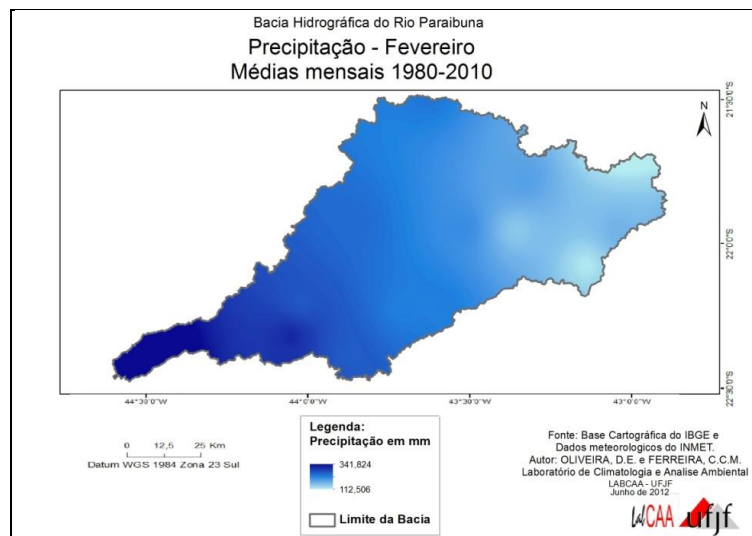 Bacia Hidrográfica do Rio Paraibuna
Precipitação - Fevereiro
Médias mensais 1980-2010
N
21°30'0"S
22°0'0"S
22°30'0"S
44°30'0"W
44°0'0"W
43°30'0"W
43°0'0"W
0 12,5 25 Km
Datum WGS 1984 Zona 23 Sul
Legenda:
Precipitação em mm
341,824
112,506
Limite da Bacia
Fonte: Base Cartográfica do IBGE e
Dados meteorologicos do INMET.
Autor: OLIVEIRA, D.E. e FERREIRA, C.C.M.
Laboratório de Climatologia e Analise Ambiental
LABCAA - UFJF
Junho de 2012
LabCAA ufjf